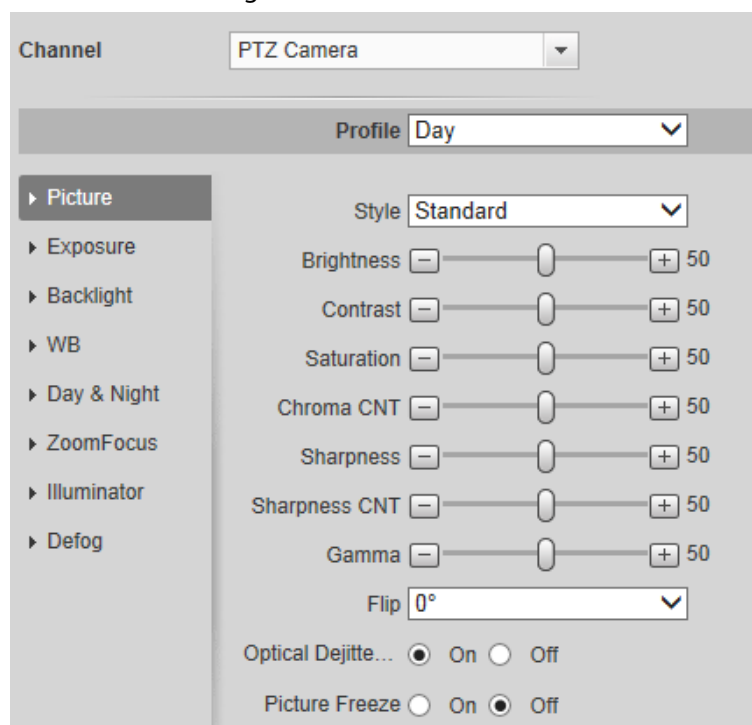 Channel PTZ Camera
Profile Day
Picture
Exposure
Backlight
WB
Day & Night
ZoomFocus
Illuminator
Defog
Style Standard
Brightness 50
Contrast 50
Saturation 50
Chroma CNT 50
Sharpness 50
Sharpness CNT 50
Gamma 50
Flip 0°
Optical Dejitte... On Off
Picture Freeze On Off